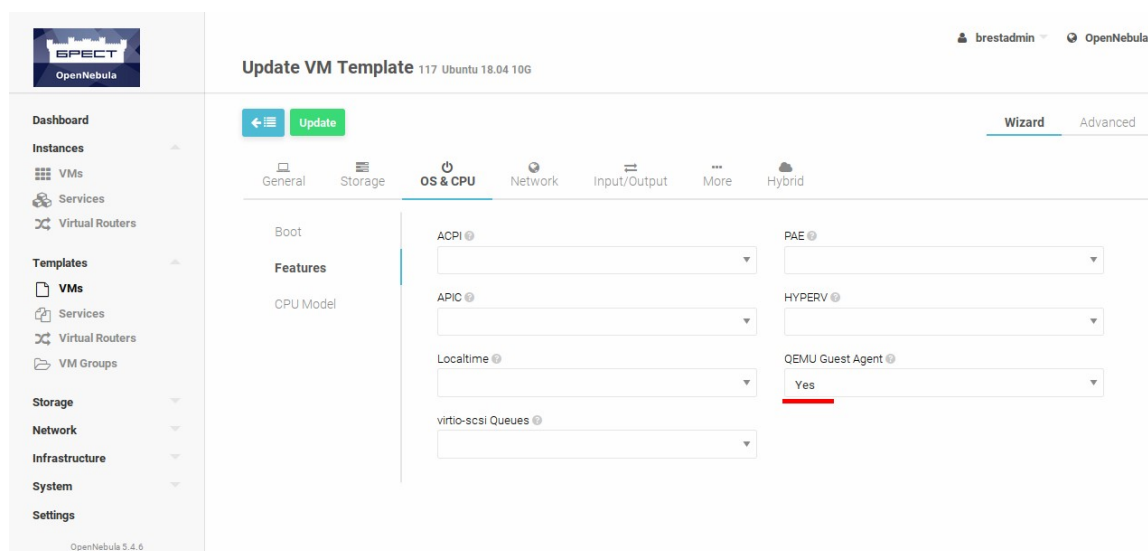 БРЕСТ
OpenNebula
brestadmin
OpenNebula
Update VM Template 117 Ubuntu 18.04 10G
Dashboard
Instances
VMs
Services
Virtual Routers
Templates
VMs
Services
Virtual Routers
VM Groups
Storage
Network
Infrastructure
System
Settings
OpenNebula 5.4.6
Update
Wizard Advanced
General Storage OS & CPU Network Input/Output More Hybrid
Boot
Features
CPU Model
ACPI
PAE
APIC
HYPERV
Localtime
QEMU Guest Agent
Yes
virtio-scsi Queues